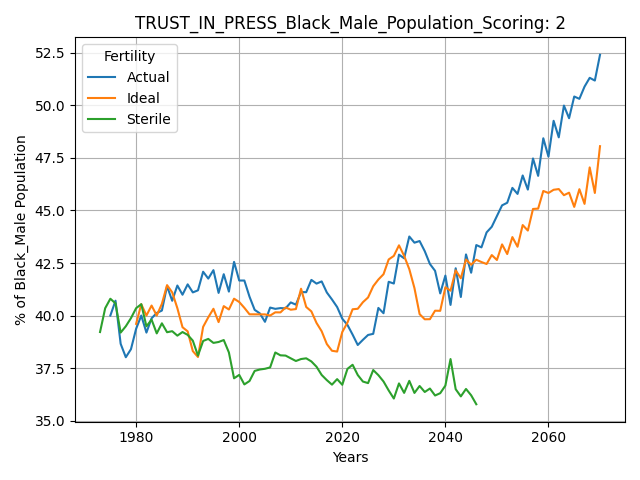 TRUST_IN_PRESS_Black_Male_Population_Scoring: 2
% of Black_Male Population
52.5
50.0
47.5
45.0
42.5
40.0
37.5
35.0
Fertility
Actual
Ideal
Sterile
1980
2000
2020
2040
2060
Years